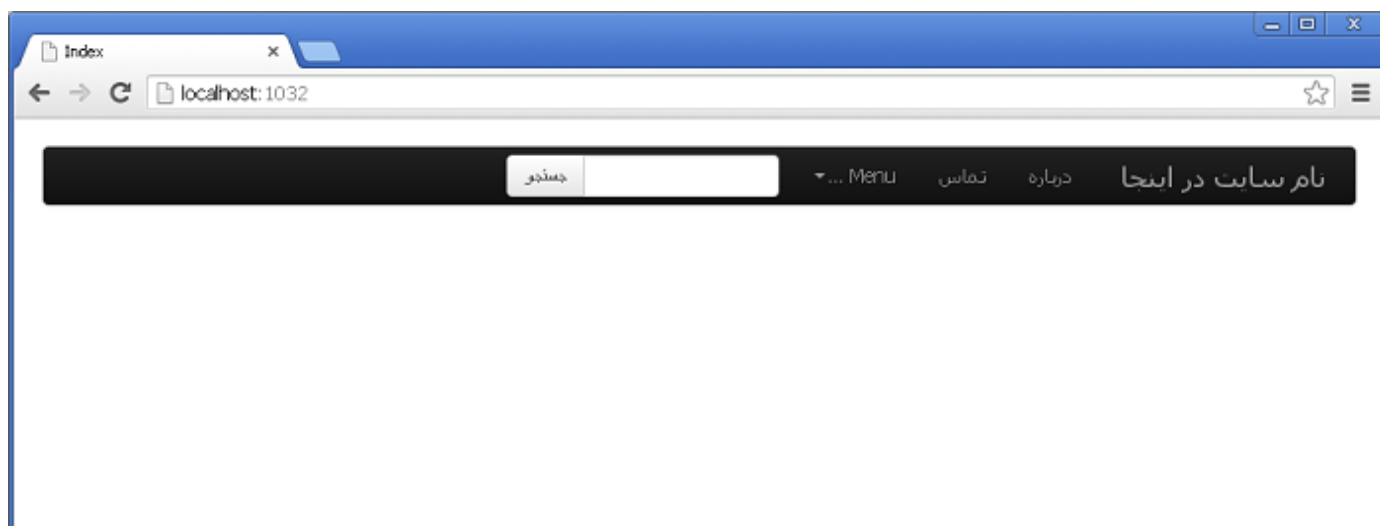 Index
localhost:1032
نام سایت در اینجا درباره تماس Menu ... جستجو